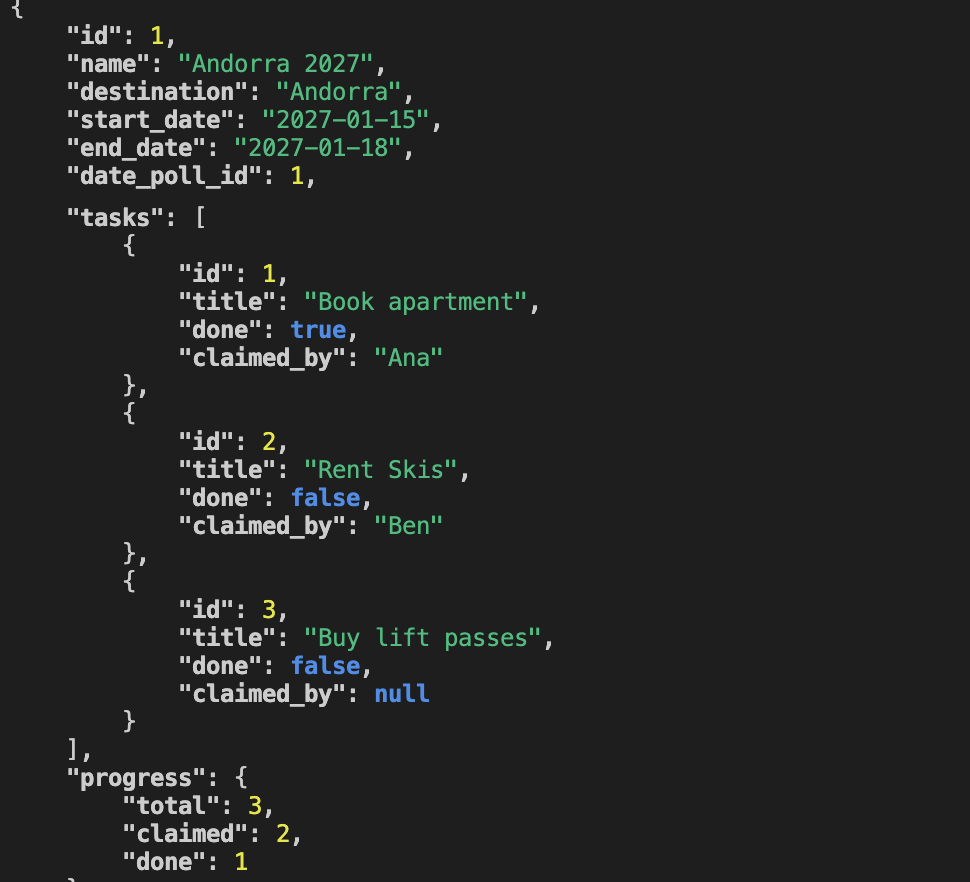 {
    "id": 1,
    "name": "Andorra 2027",
    "destination": "Andorra",
    "start_date": "2027-01-15",
    "end_date": "2027-01-18",
    "date_poll_id": 1,
    "tasks": [
        {
            "id": 1,
            "title": "Book apartment",
            "done": true,
            "claimed_by": "Ana"
        },
        {
            "id": 2,
            "title": "Rent Skis",
            "done": false,
            "claimed_by": "Ben"
        },
        {
            "id": 3,
            "title": "Buy lift passes",
            "done": false,
            "claimed_by": null
        }
    ],
    "progress": {
        "total": 3,
        "claimed": 2,
        "done": 1
    }